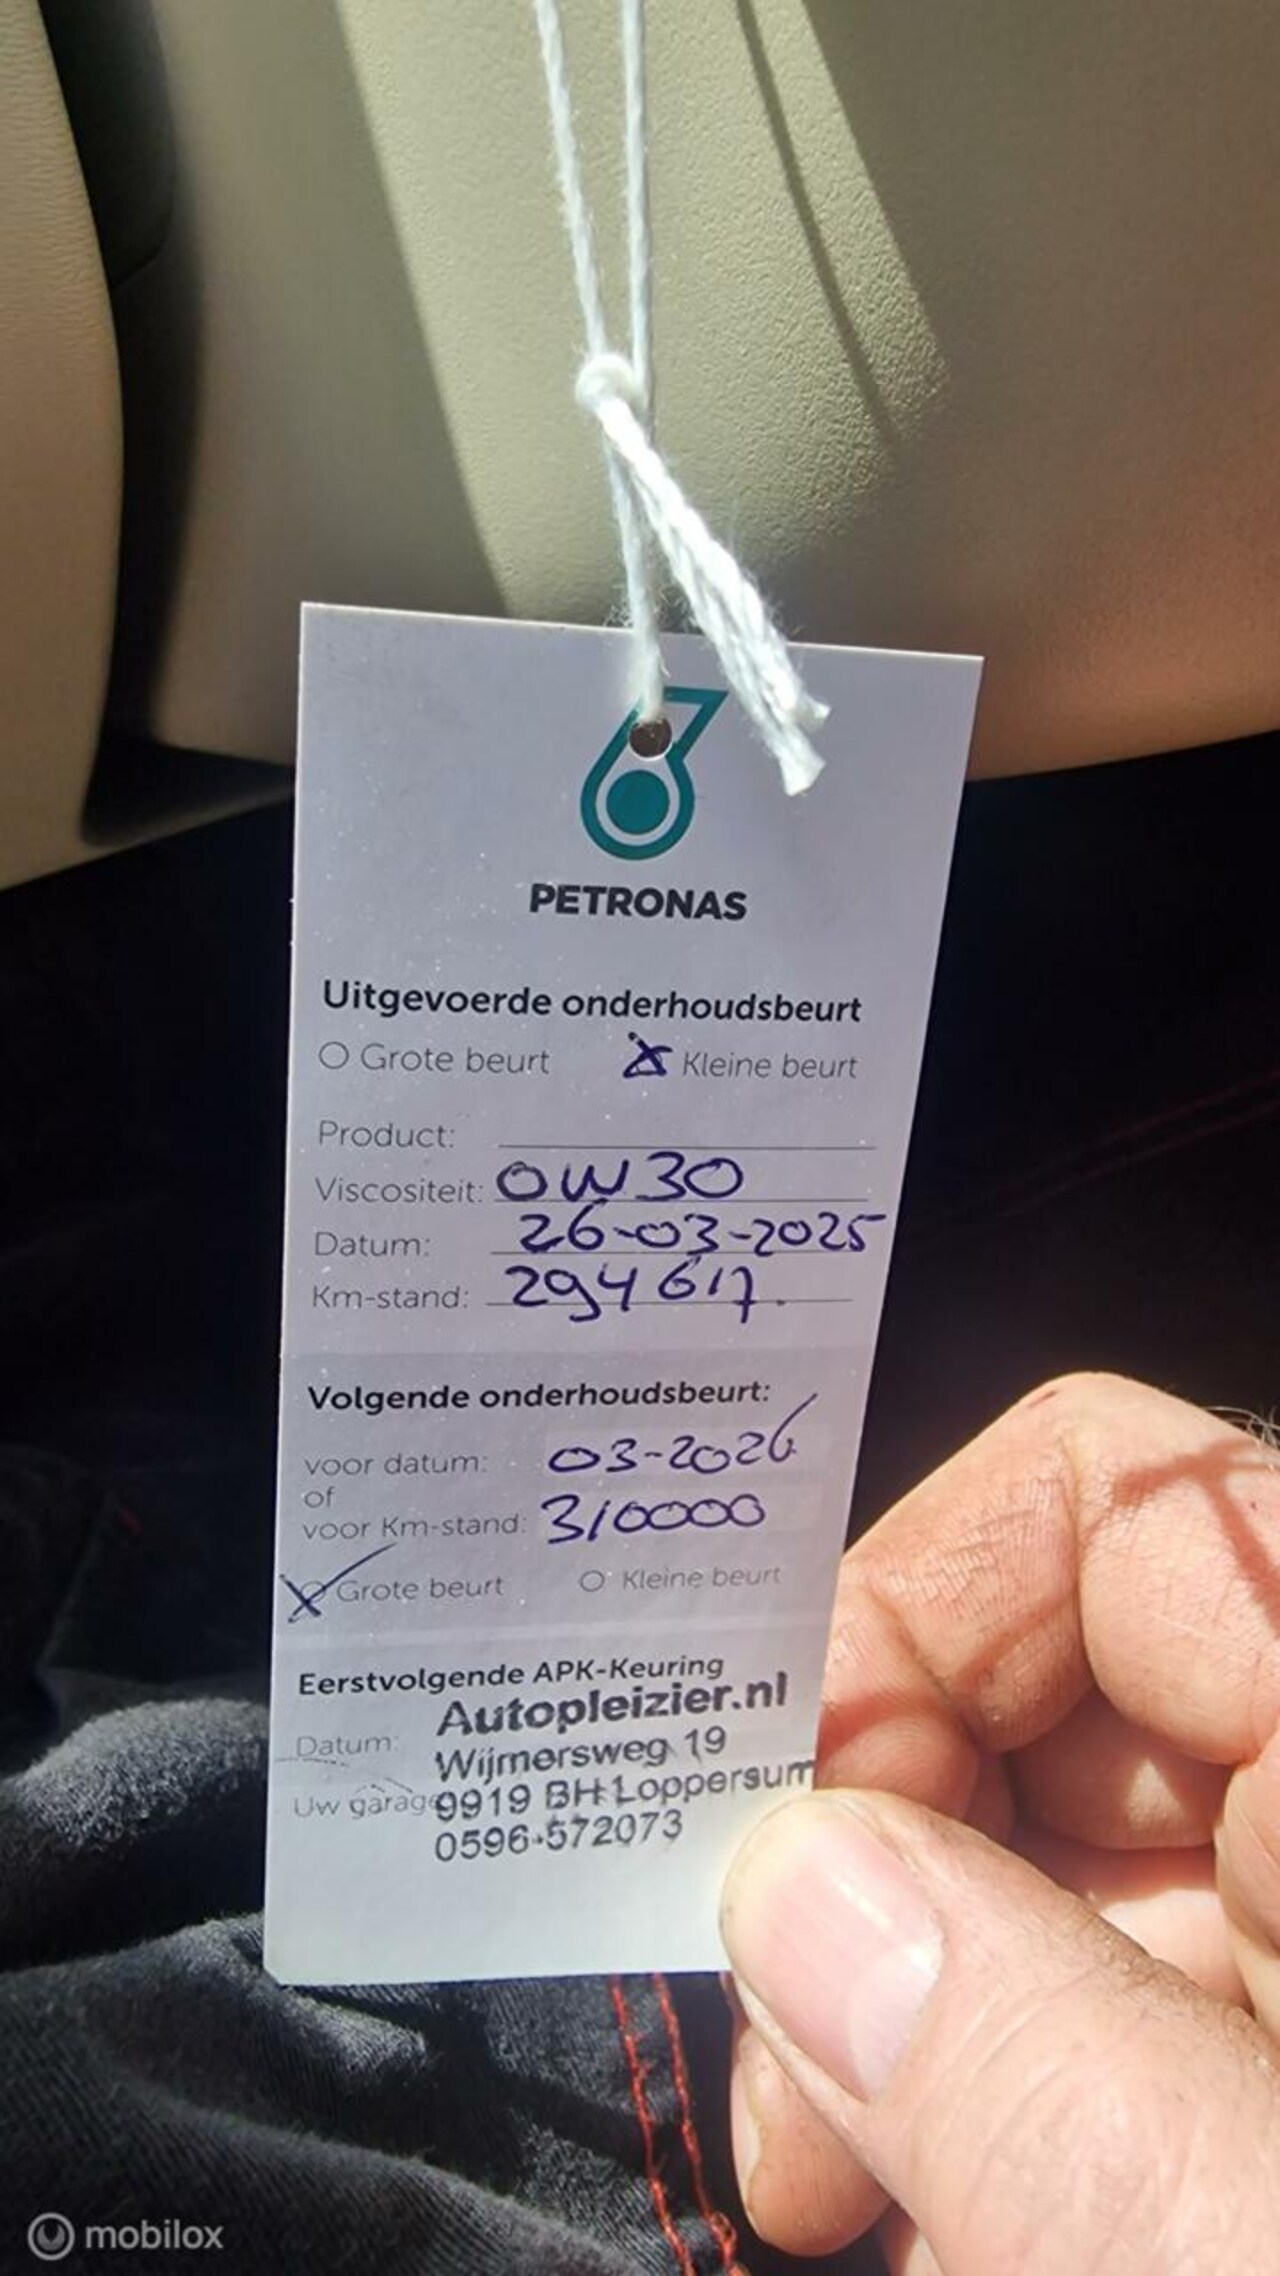 PETRONAS
Uitgevoerde onderhoudsbeurt
Grote beurt Kleine beurt
Product:
Viscositeit: 0W30
Datum: 26-03-2025
Km-stand: 294617
Volgende onderhoudsbeurt:
voor datum: 03-2026
of
voor Km-stand: 310000
Grote beurt Kleine beurt
Eerstvolgende APK-Keuring
Autopleizier.nl
Datum: Wijmersweg 19
Uw garage 9919 BH Loppersum
0596-572073
mobilox